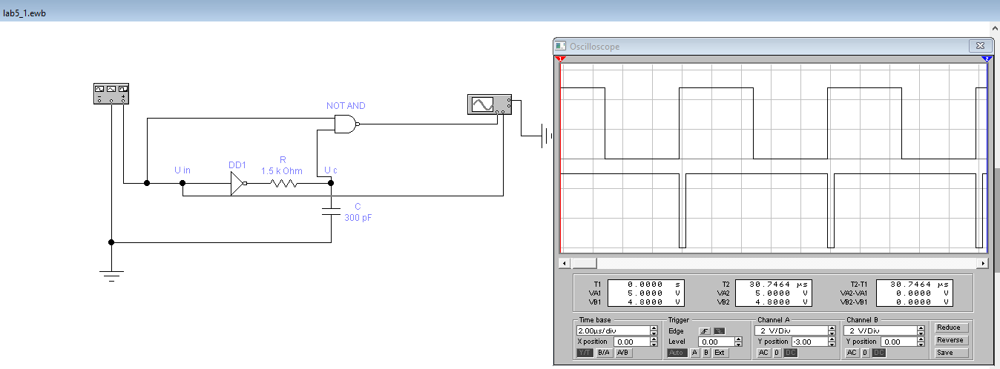 lab5_1.ewb
Oscilloscope
1
2
NOT AND
U in
DD1
R
1.5 k Ohm
U c
C
300 pF
T1 0.0000 s
VA1 5.0000 V
VB1 4.8000 V
T2 30.7464 µs
VA2 5.0000 V
VB2 4.8000 V
T2-T1 30.7464 µs
VA2-VA1 0.0000 V
VB2-VB1 0.0000 V
Time base
2.00µs/div
X position 0.00
Y/T B/A A/B
Trigger
Edge
Level 0.00
Auto A B Ext
Channel A
2 V/Div
Y position -3.00
AC 0 DC
Channel B
2 V/Div
Y position 0.00
AC 0 DC
Reduce
Reverse
Save